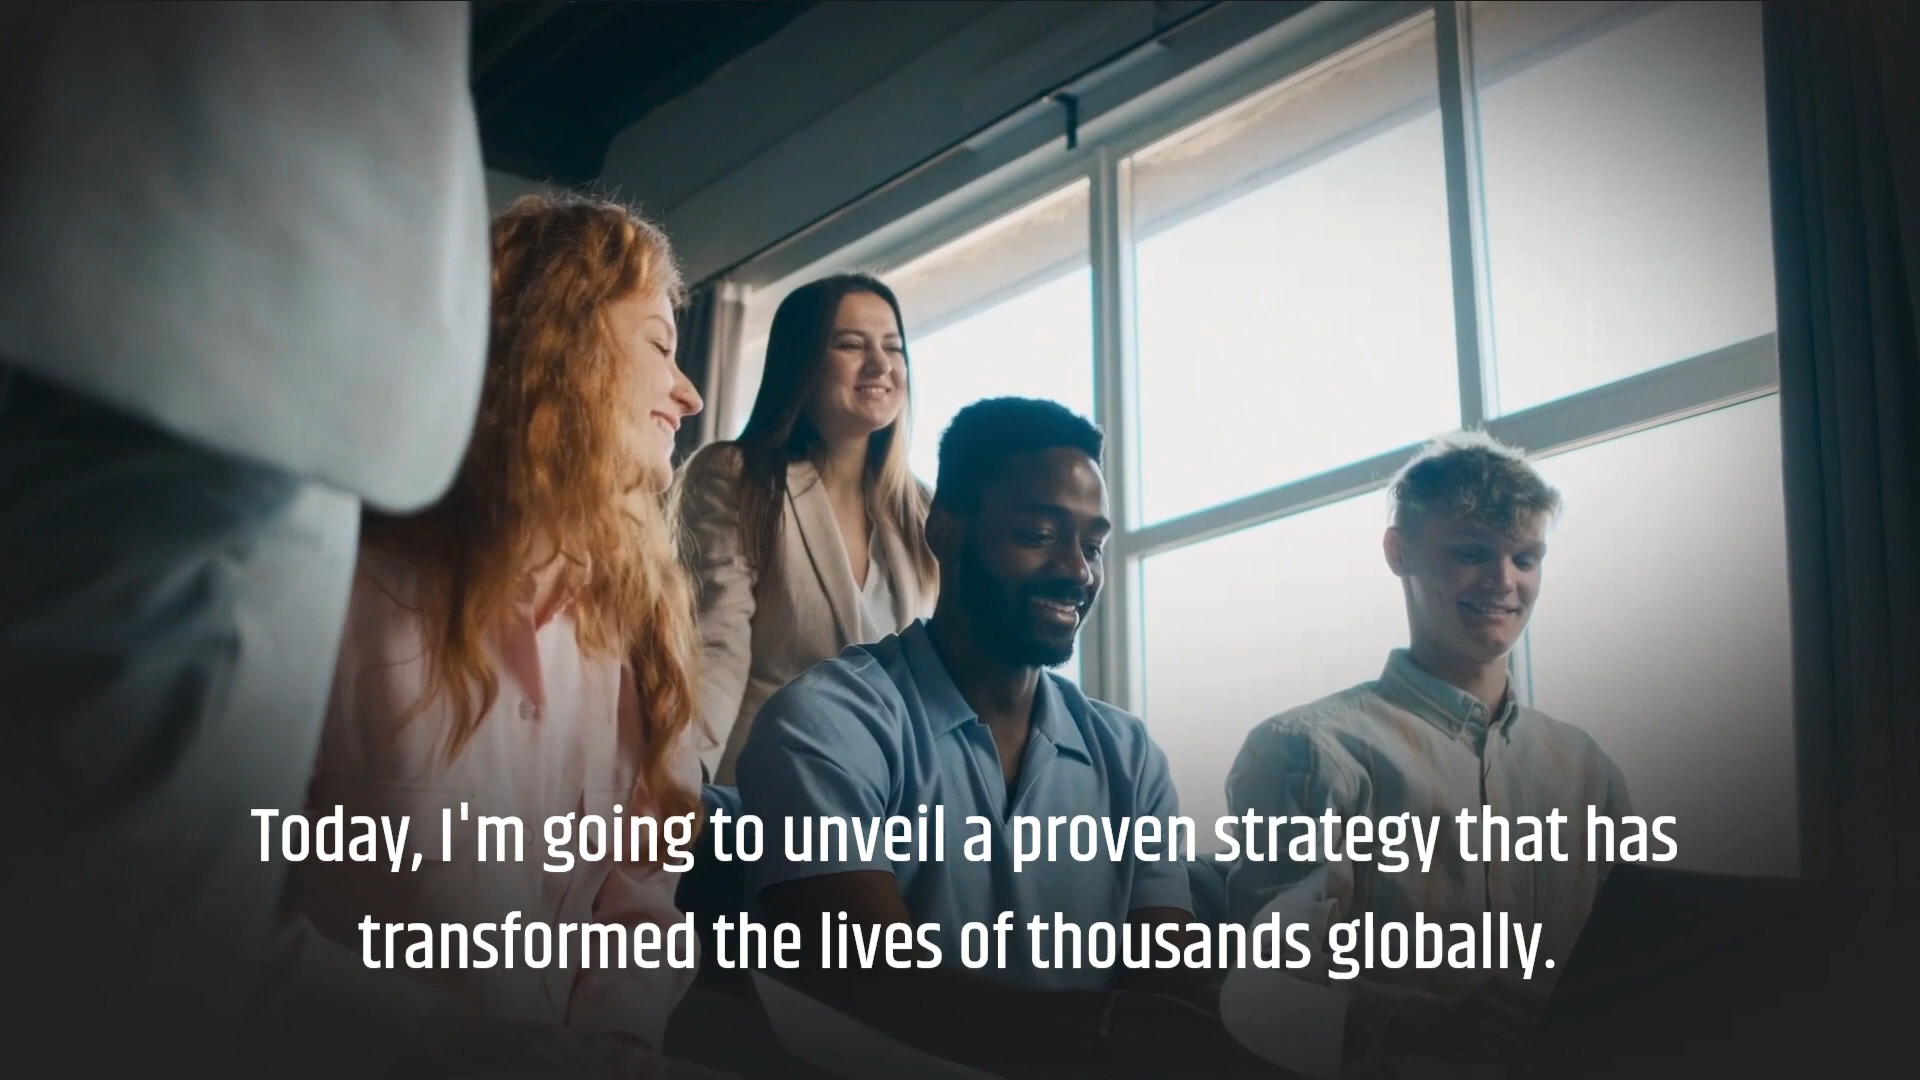 Today, I'm going to unveil a proven strategy that has
transformed the lives of thousands globally.